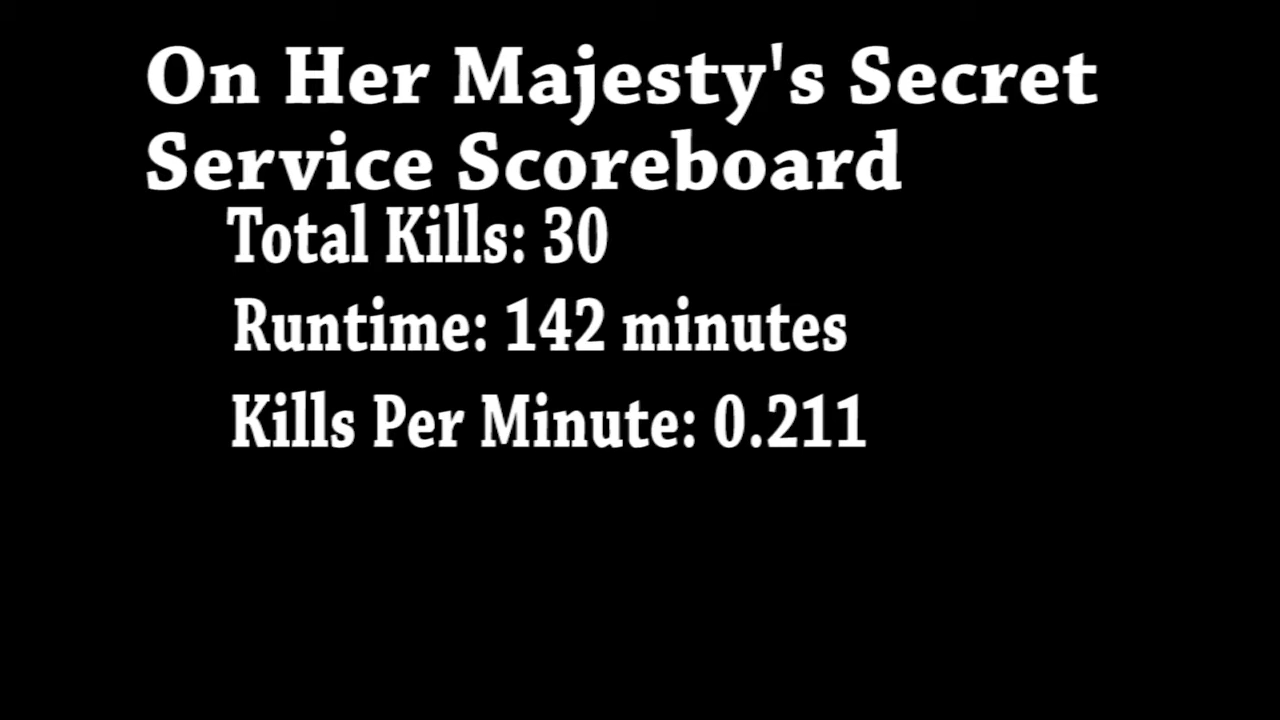 On Her Majesty's Secret
Service Scoreboard
Total Kills: 30
Runtime: 142 minutes
Kills Per Minute: 0.211